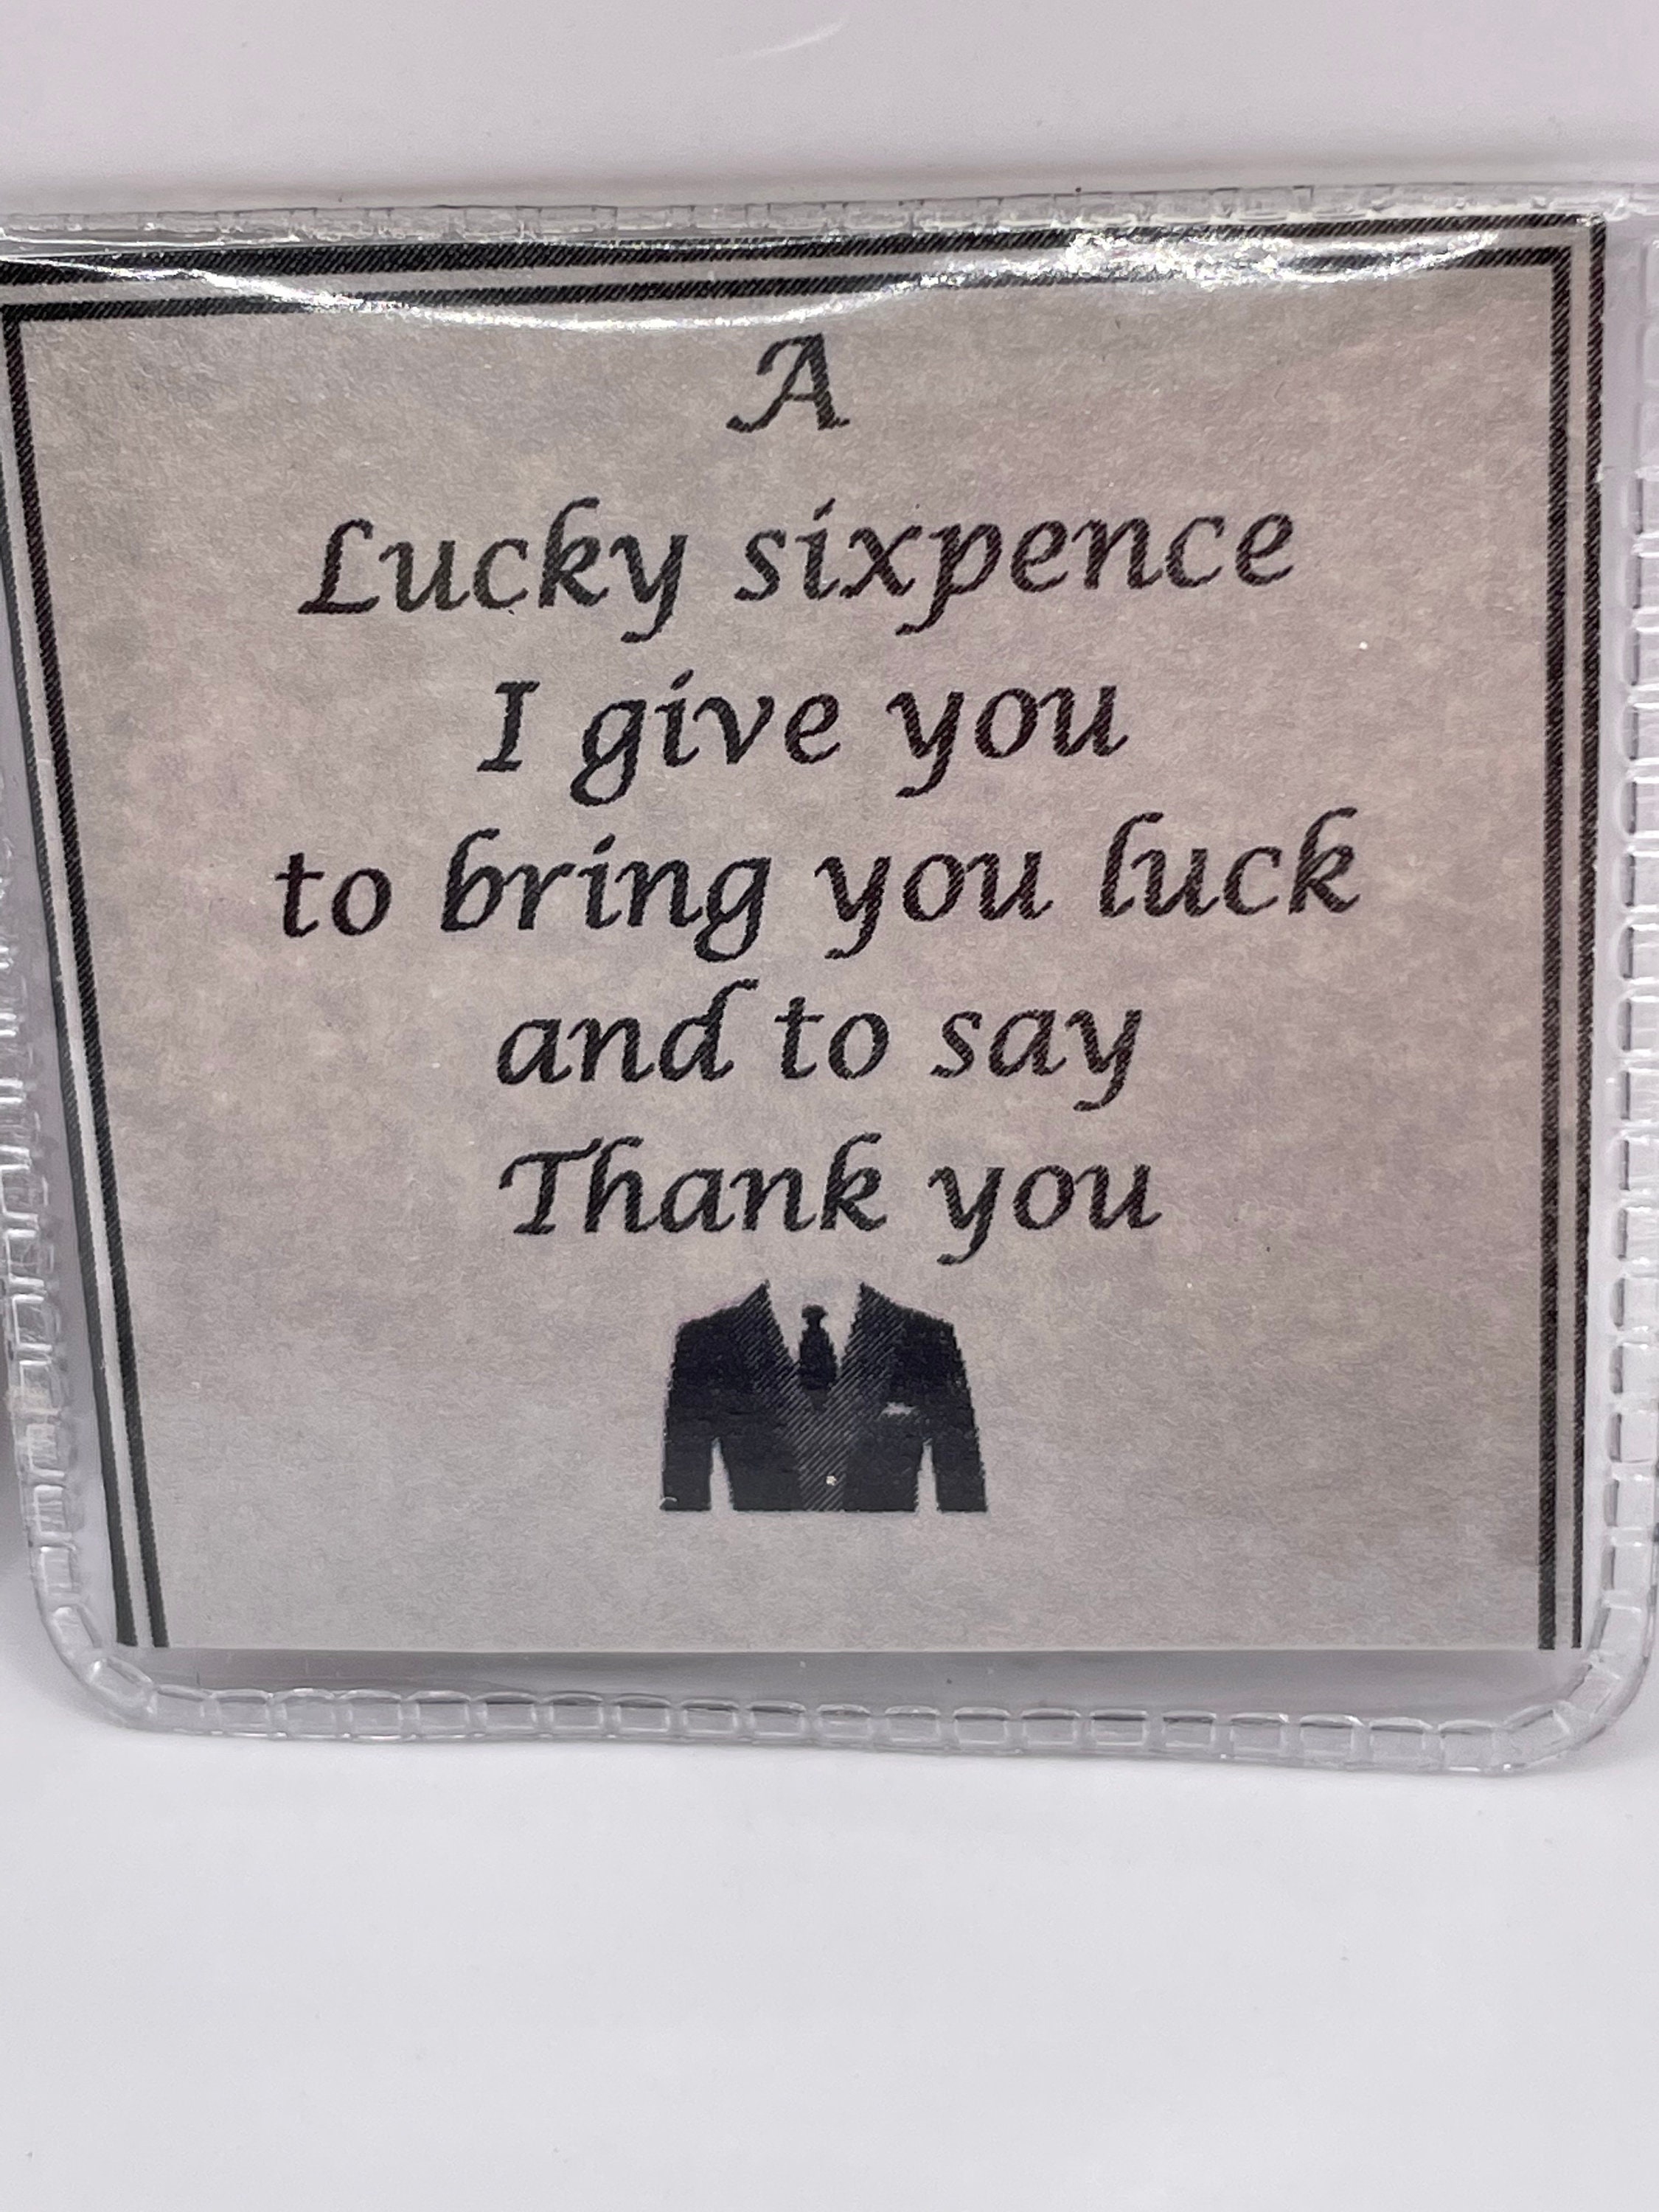 A
Lucky sixpence
I give you
to bring you luck
and to say
Thank you